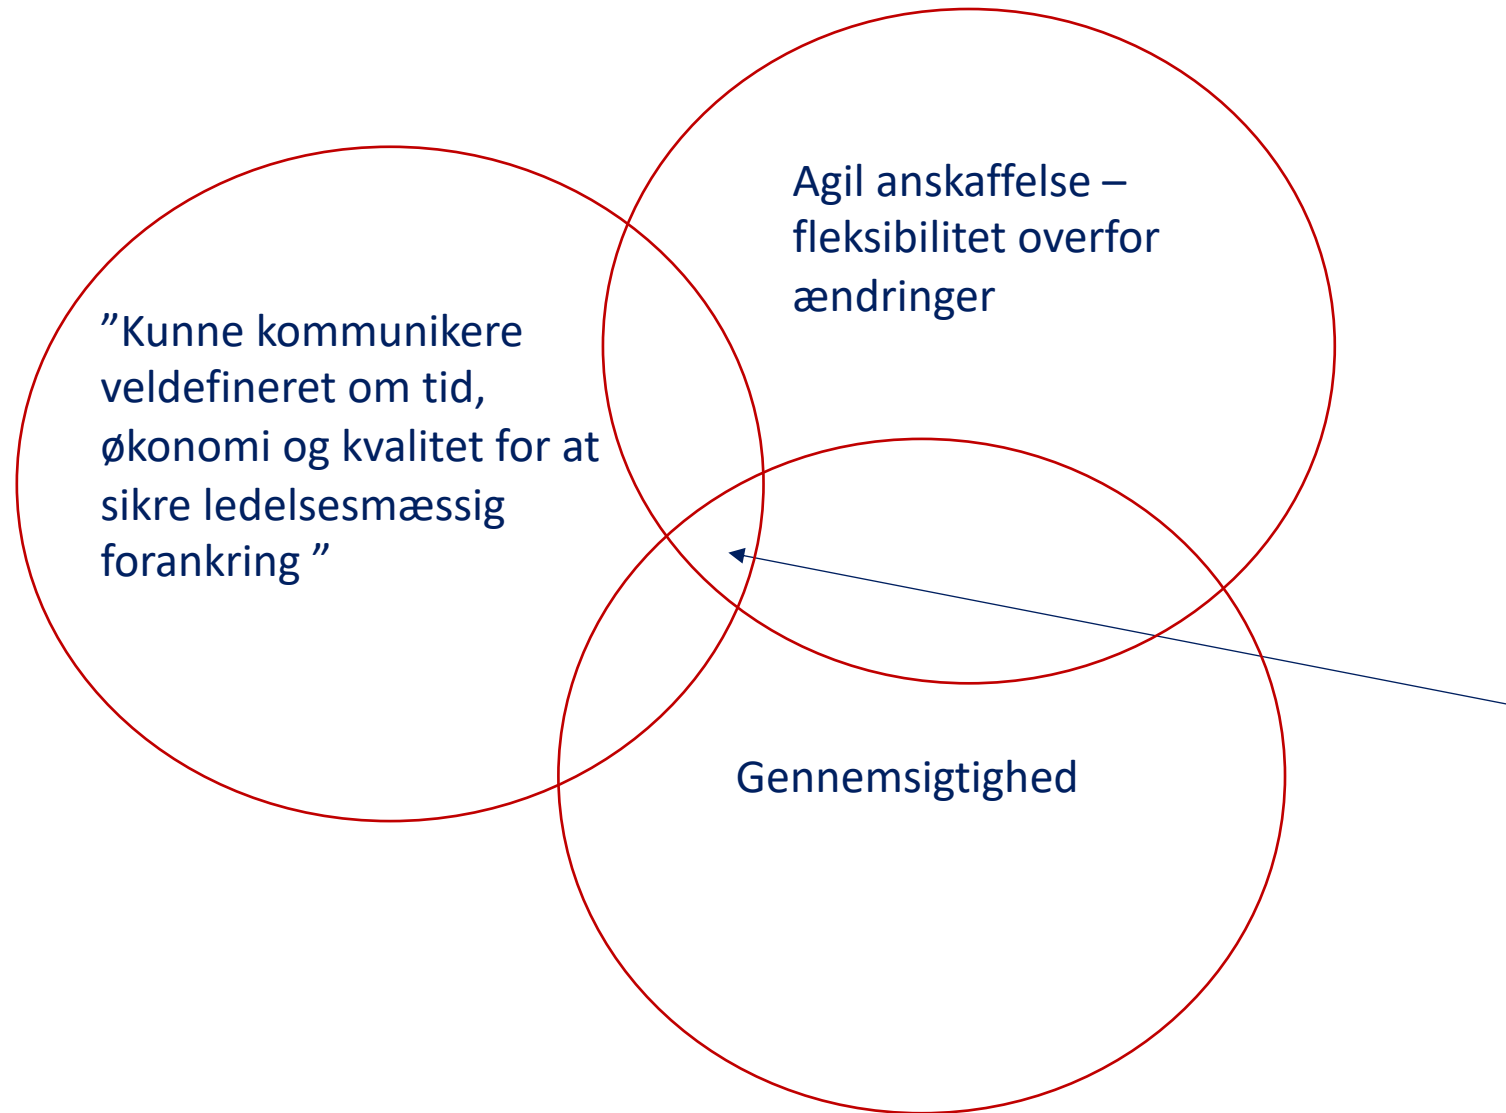 ”Kunne kommunikere
veldefineret om tid,
økonomi og kvalitet for at
sikre ledelsesmæssig
forankring ”
Agil anskaffelse –
fleksibilitet overfor
ændringer
Gennemsigtighed